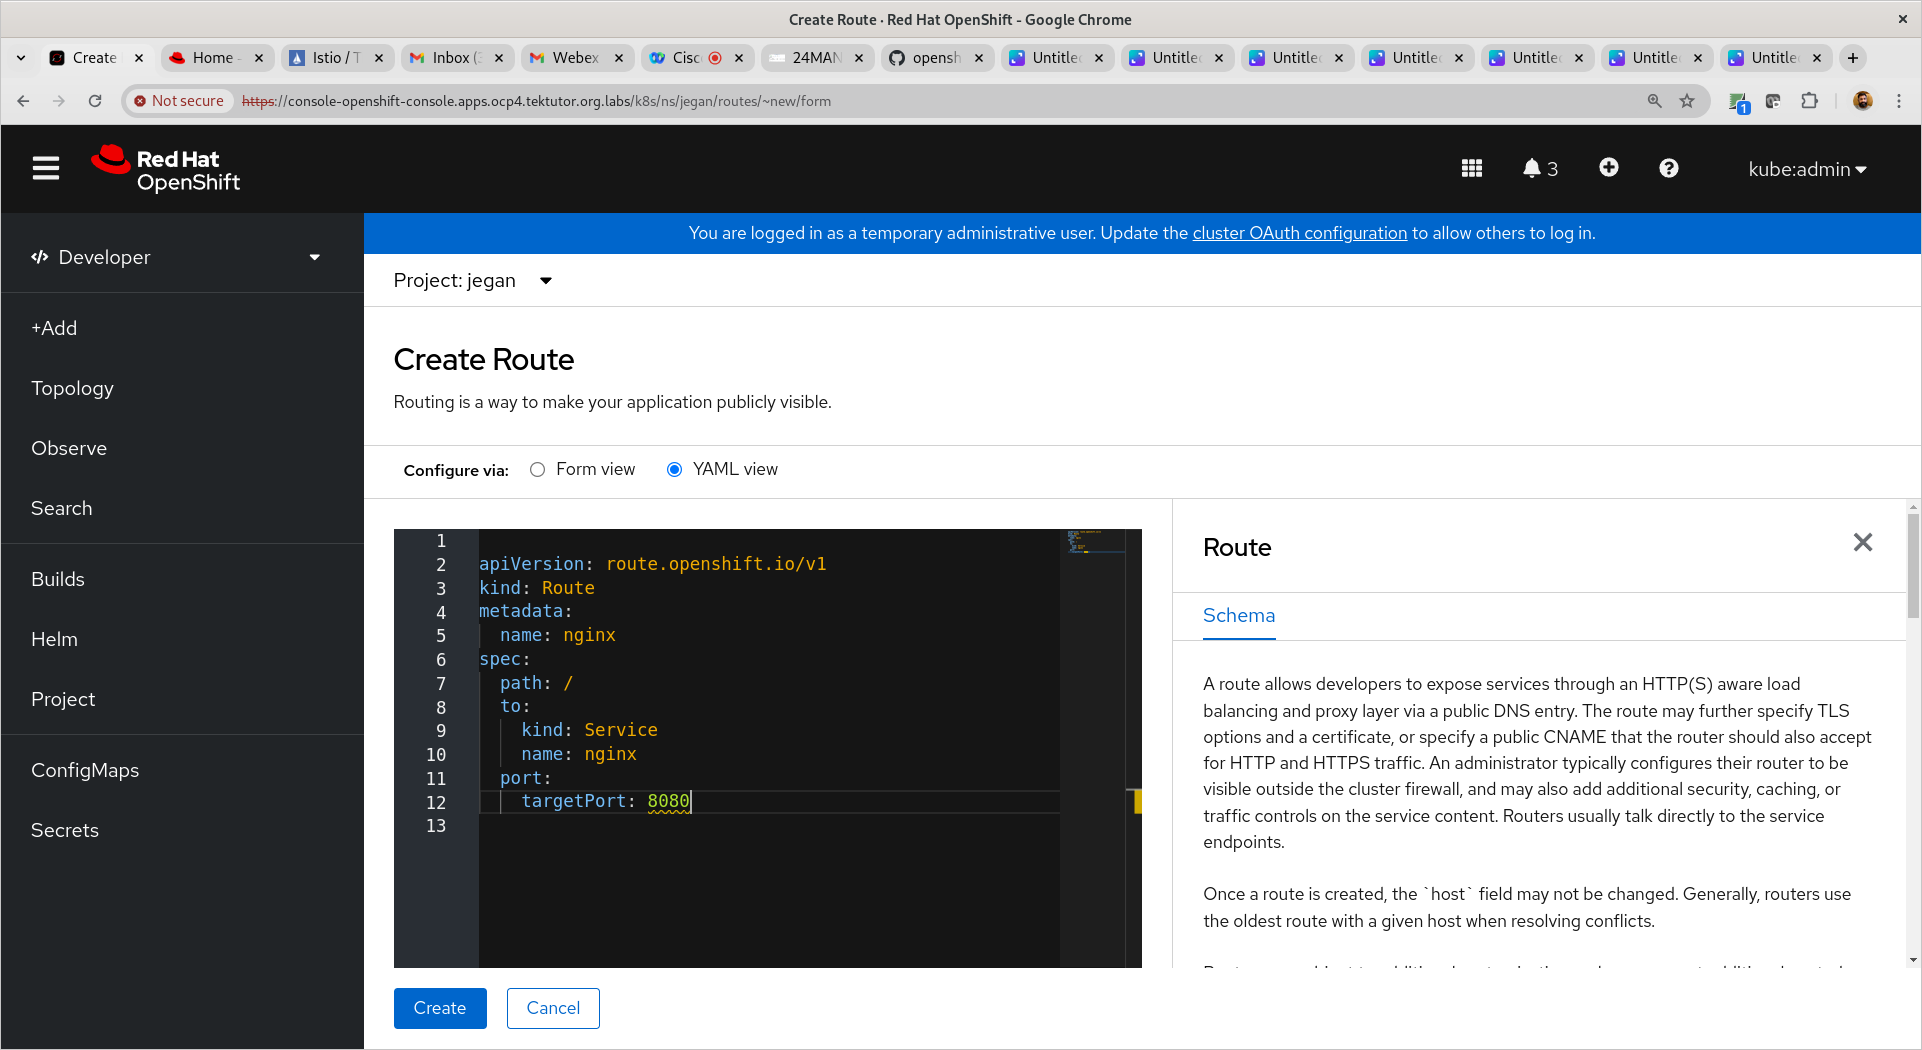 Create Route · Red Hat OpenShift - Google Chrome
Create
Home -
Istio / T
Inbox (3
Webex
Cisc
24MAN
opensh
Untitled
Untitled
Untitled
Untitled
Untitled
Untitled
Untitled
Not secure https://console-openshift-console.apps.ocp4.tektutor.org.labs/k8s/ns/jegan/routes/~new/form
1
Red Hat
OpenShift
3
kube:admin
You are logged in as a temporary administrative user. Update the cluster OAuth configuration to allow others to log in.
Developer
+Add
Topology
Observe
Search
Builds
Helm
Project
ConfigMaps
Secrets
Project: jegan
Create Route
Routing is a way to make your application publicly visible.
Configure via: Form view YAML view
1
2 apiVersion: route.openshift.io/v1
3 kind: Route
4 metadata:
5 name: nginx
6 spec:
7 path: /
8 to:
9 kind: Service
10 name: nginx
11 port:
12 targetPort: 8080
13
Create Cancel
Route
Schema
A route allows developers to expose services through an HTTP(S) aware load
balancing and proxy layer via a public DNS entry. The route may further specify TLS
options and a certificate, or specify a public CNAME that the router should also accept
for HTTP and HTTPS traffic. An administrator typically configures their router to be
visible outside the cluster firewall, and may also add additional security, caching, or
traffic controls on the service content. Routers usually talk directly to the service
endpoints.
Once a route is created, the `host` field may not be changed. Generally, routers use
the oldest route with a given host when resolving conflicts.